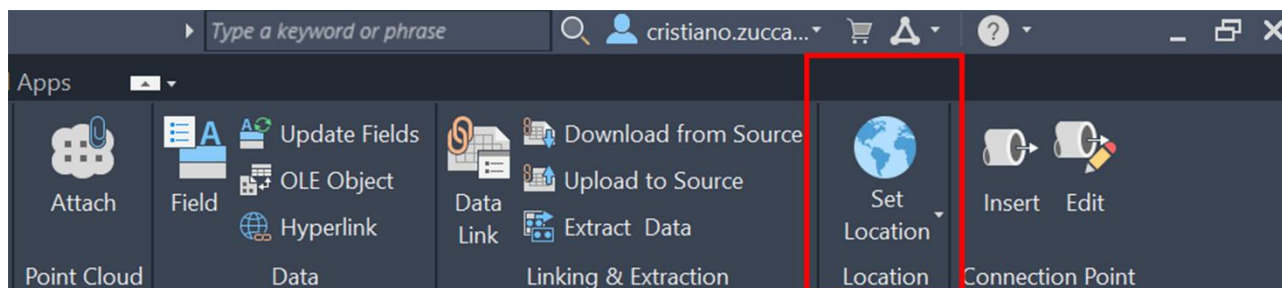 Type a keyword or phrase
cristiano.zucca...
?
Apps
Attach
Point Cloud
A
Field
Update Fields
OLE Object
Hyperlink
Data
Data
Link
Download from Source
Upload to Source
Extract Data
Linking & Extraction
Set
Location
Location
Insert
Edit
Connection Point